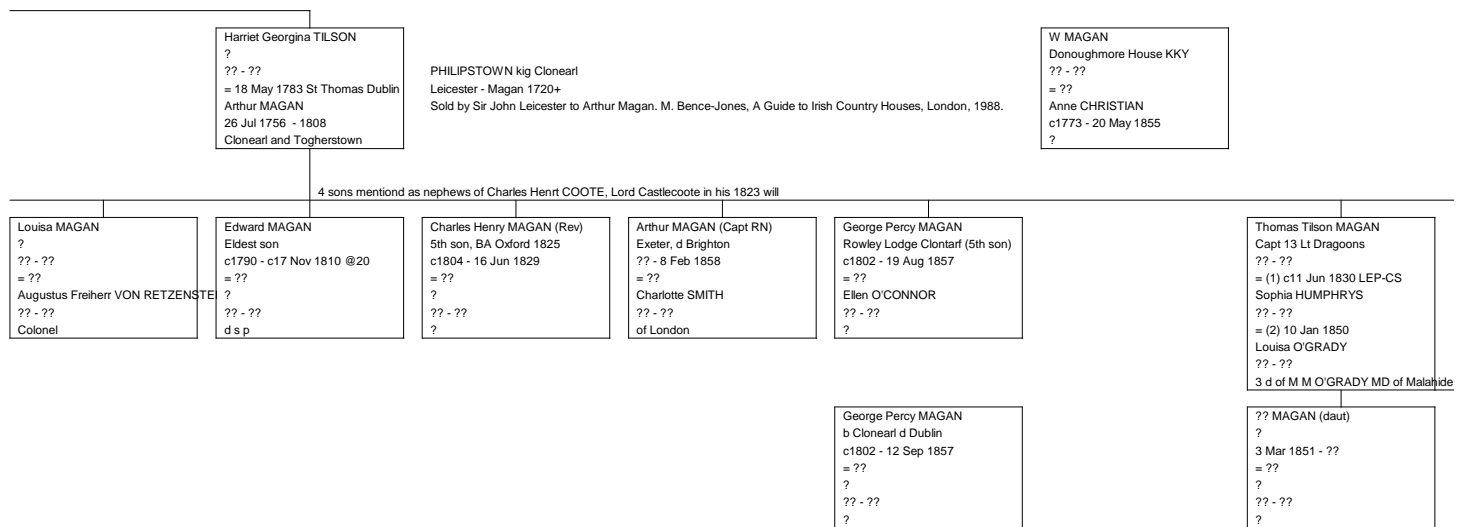 Harriet Georgina TILSON
?
?? - ??
= 18 May 1783 St Thomas Dublin
Arthur MAGAN
26 Jul 1756 - 1808
Clonearl and Togherstown
PHILIPSTOWN kig Clonearl
Leicester - Magan 1720+
Sold by Sir John Leicester to Arthur Magan. M. Bence-Jones, A Guide to Irish Country Houses, London, 1988.
W MAGAN
Donoughmore House KKY
?? - ??
= ??
Anne CHRISTIAN
c1773 - 20 May 1855
?
4 sons mentiond as nephews of Charles Henrt COOTE, Lord Castlecoote in his 1823 will
Louisa MAGAN
?
?? - ??
= ??
Augustus Freiherr VON RETZENSTEI
?? - ??
Colonel
Edward MAGAN
Eldest son
c1790 - c17 Nov 1810 @20
= ??
?
?? - ??
d s p
Charles Henry MAGAN (Rev)
5th son, BA Oxford 1825
c1804 - 16 Jun 1829
= ??
?
?? - ??
?
Arthur MAGAN (Capt RN)
Exeter, d Brighton
?? - 8 Feb 1858
= ??
Charlotte SMITH
?? - ??
of London
George Percy MAGAN
Rowley Lodge Clontarf (5th son)
c1802 - 19 Aug 1857
= ??
Ellen O'CONNOR
?? - ??
?
Thomas Tilson MAGAN
Capt 13 Lt Dragoons
?? - ??
= (1) c11 Jun 1830 LEP-CS
Sophia HUMPHRYS
?? - ??
= (2) 10 Jan 1850
Louisa O'GRADY
?? - ??
3 d of M M O'GRADY MD of Malahide
George Percy MAGAN
b Clonearl d Dublin
c1802 - 12 Sep 1857
= ??
?
?? - ??
?
?? MAGAN (daut)
?
3 Mar 1851 - ??
= ??
?
?? - ??
?